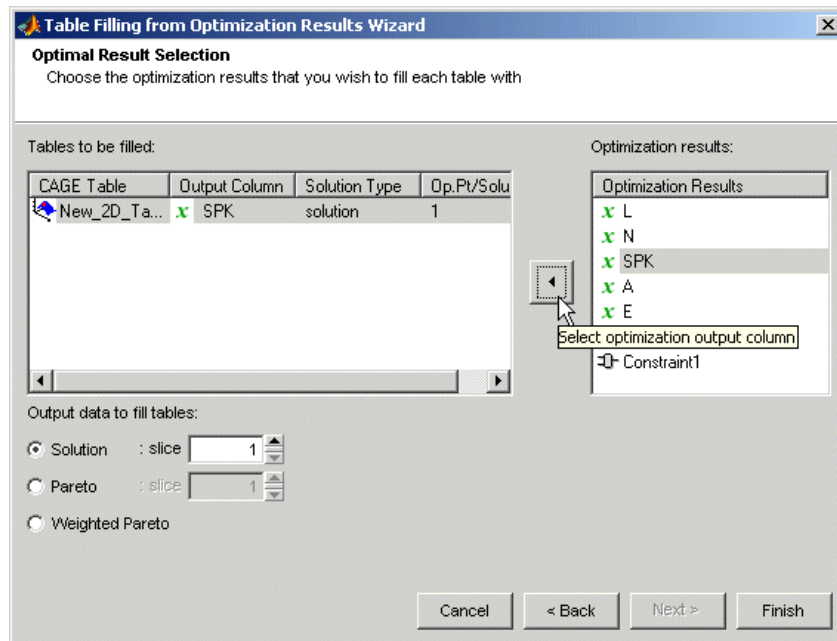 Table Filling from Optimization Results Wizard
Optimal Result Selection
Choose the optimization results that you wish to fill each table with
Tables to be filled:
CAGE Table Output Column Solution Type Op.Pt/Solu
New_2D_Ta... x SPK solution 1
Optimization results:
Optimization Results
x L
x N
x SPK
x A
x E
Select optimization output column
Constraint1
Output data to fill tables:
Solution : slice 1
Pareto : slice 1
Weighted Pareto
Cancel < Back Next > Finish